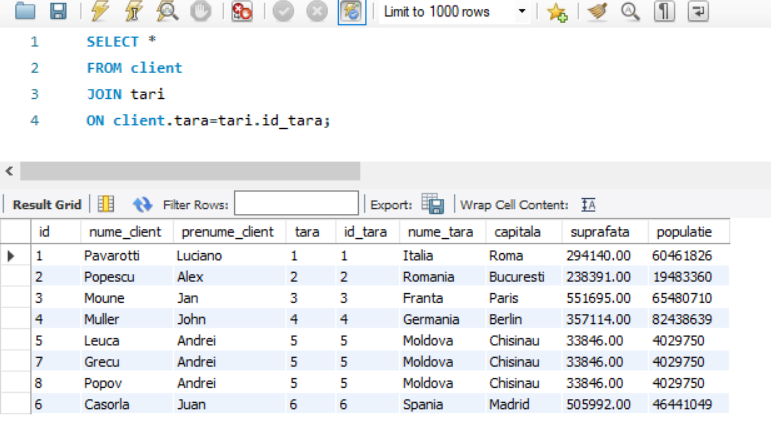 Limit to 1000 rows
1 SELECT *
2 FROM client
3 JOIN tari
4 ON client.tara=tari.id_tara;
Result Grid Filter Rows: Export: Wrap Cell Content: IA
id nume_client prenume_client tara id_tara nume_tara capitala suprafata populatie
1 Pavarotti Luciano 1 1 Italia Roma 294140.00 60461826
2 Popescu Alex 2 2 Romania Bucuresti 238391.00 19483360
3 Moune Jan 3 3 Franta Paris 551695.00 65480710
4 Muller John 4 4 Germania Berlin 357114.00 82438639
5 Leuca Andrei 5 5 Moldova Chisinau 33846.00 4029750
7 Grecu Andrei 5 5 Moldova Chisinau 33846.00 4029750
8 Popov Andrei 5 5 Moldova Chisinau 33846.00 4029750
6 Casorla Juan 6 6 Spania Madrid 505992.00 46441049